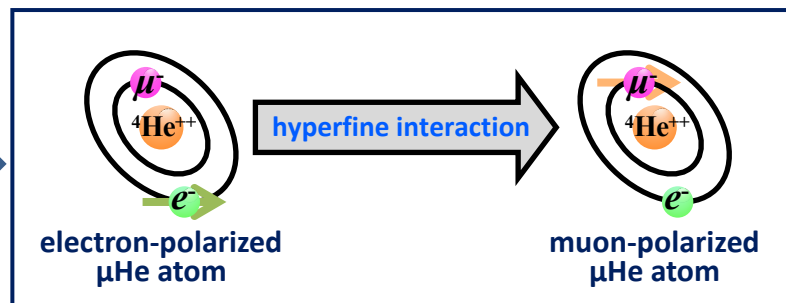 μ-
4He++
e-
electron-polarized
μHe atom
hyperfine interaction
μ-
4He++
e-
muon-polarized
μHe atom